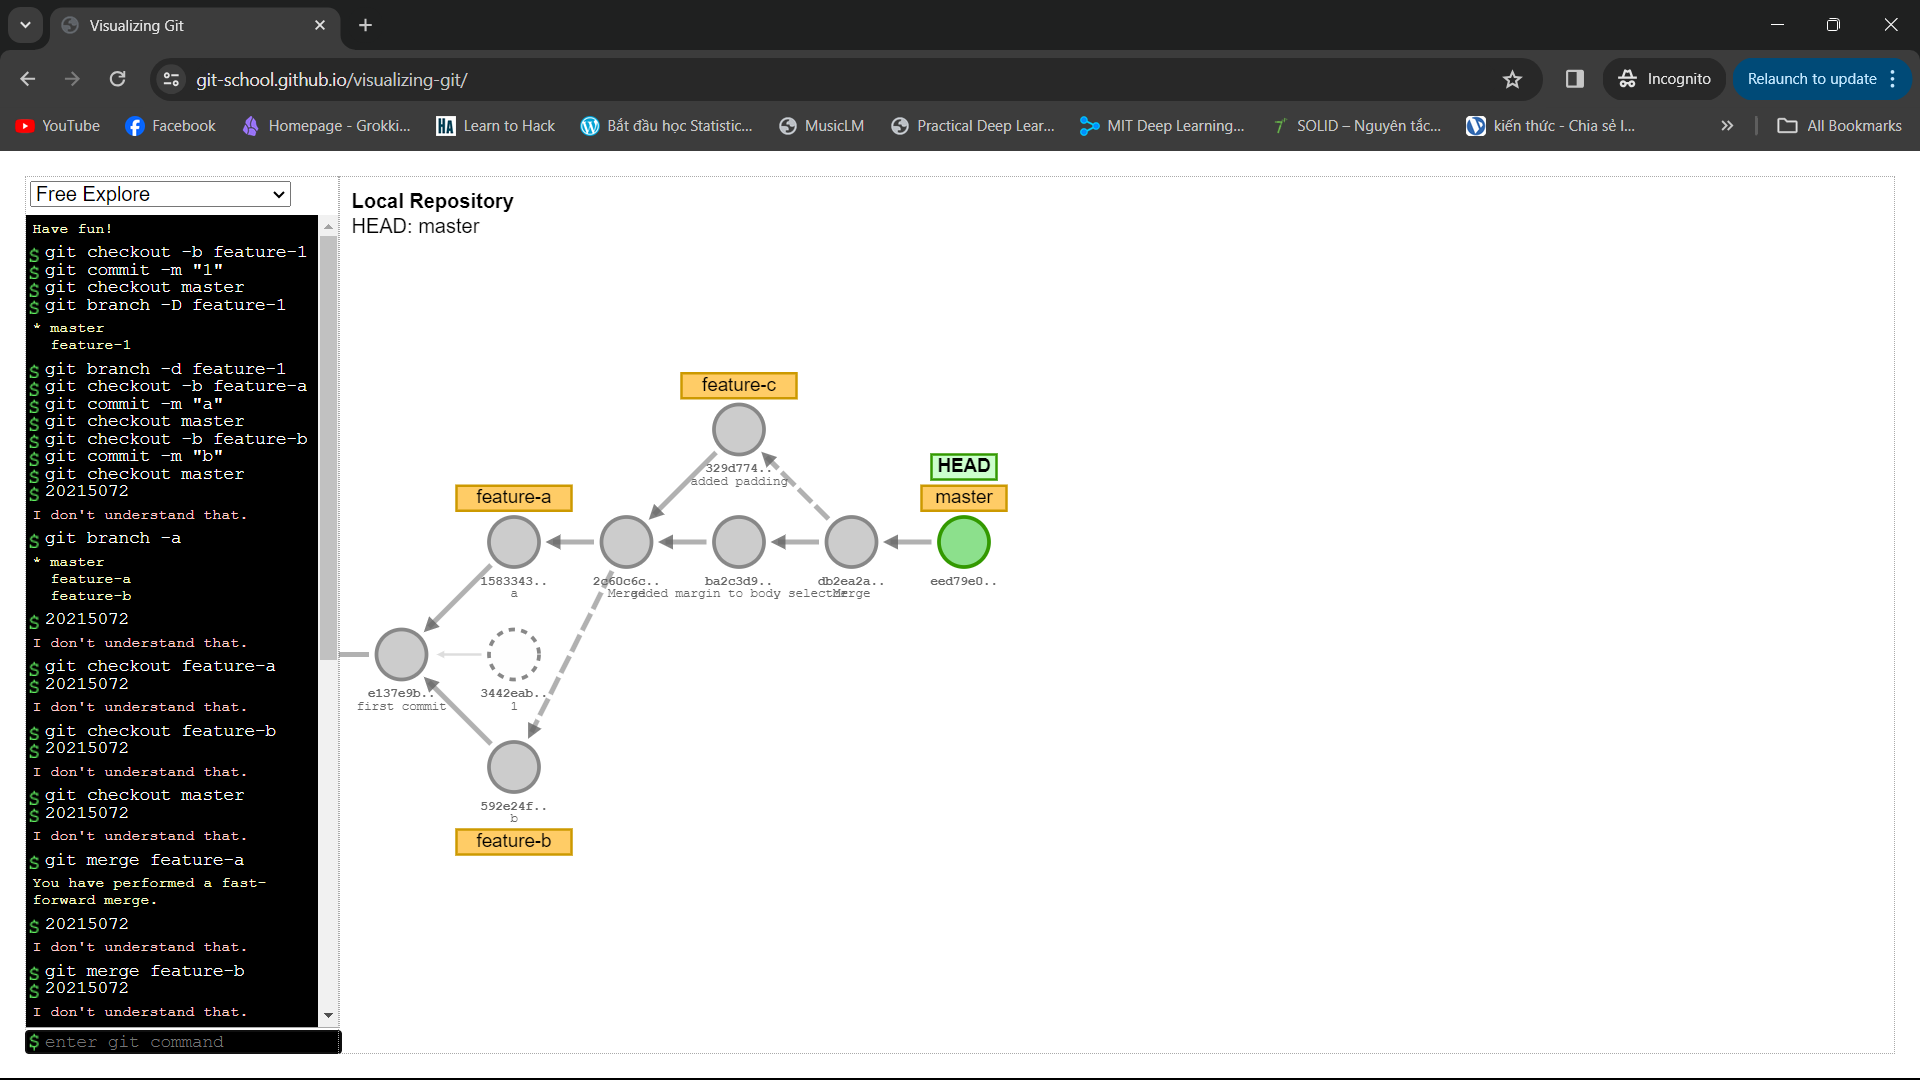 Visualizing Git
git-school.github.io/visualizing-git/
Incognito
Relaunch to update
YouTube
Facebook
Homepage - Grokki...
Learn to Hack
Bắt đầu học Statistic...
MusicLM
Practical Deep Lear...
MIT Deep Learning...
SOLID – Nguyên tắc...
kiến thức - Chia sẻ l...
All Bookmarks
Free Explore
Have fun!
$ git checkout -b feature-1
$ git commit -m "1"
$ git checkout master
$ git branch -D feature-1
* master
feature-1
$ git branch -d feature-1
$ git checkout -b feature-a
$ git commit -m "a"
$ git checkout master
$ git checkout -b feature-b
$ git commit -m "b"
$ git checkout master
$ 20215072
I don't understand that.
$ git branch -a
* master
feature-a
feature-b
$ 20215072
I don't understand that.
$ git checkout feature-a
$ 20215072
I don't understand that.
$ git checkout feature-b
$ 20215072
I don't understand that.
$ git checkout master
$ 20215072
I don't understand that.
$ git merge feature-a
You have performed a fast-
forward merge.
$ 20215072
I don't understand that.
$ git merge feature-b
$ 20215072
I don't understand that.
$ enter git command
Local Repository
HEAD: master
feature-c
329d774..
added padding
HEAD
feature-a
master
1583343..
a
2c60c6c..
Merge
ba2c3d9..
added margin to body selector
db2ea2a..
Merge
eed79e0..
e137e9b..
first commit
3442eab..
1
592e24f..
b
feature-b